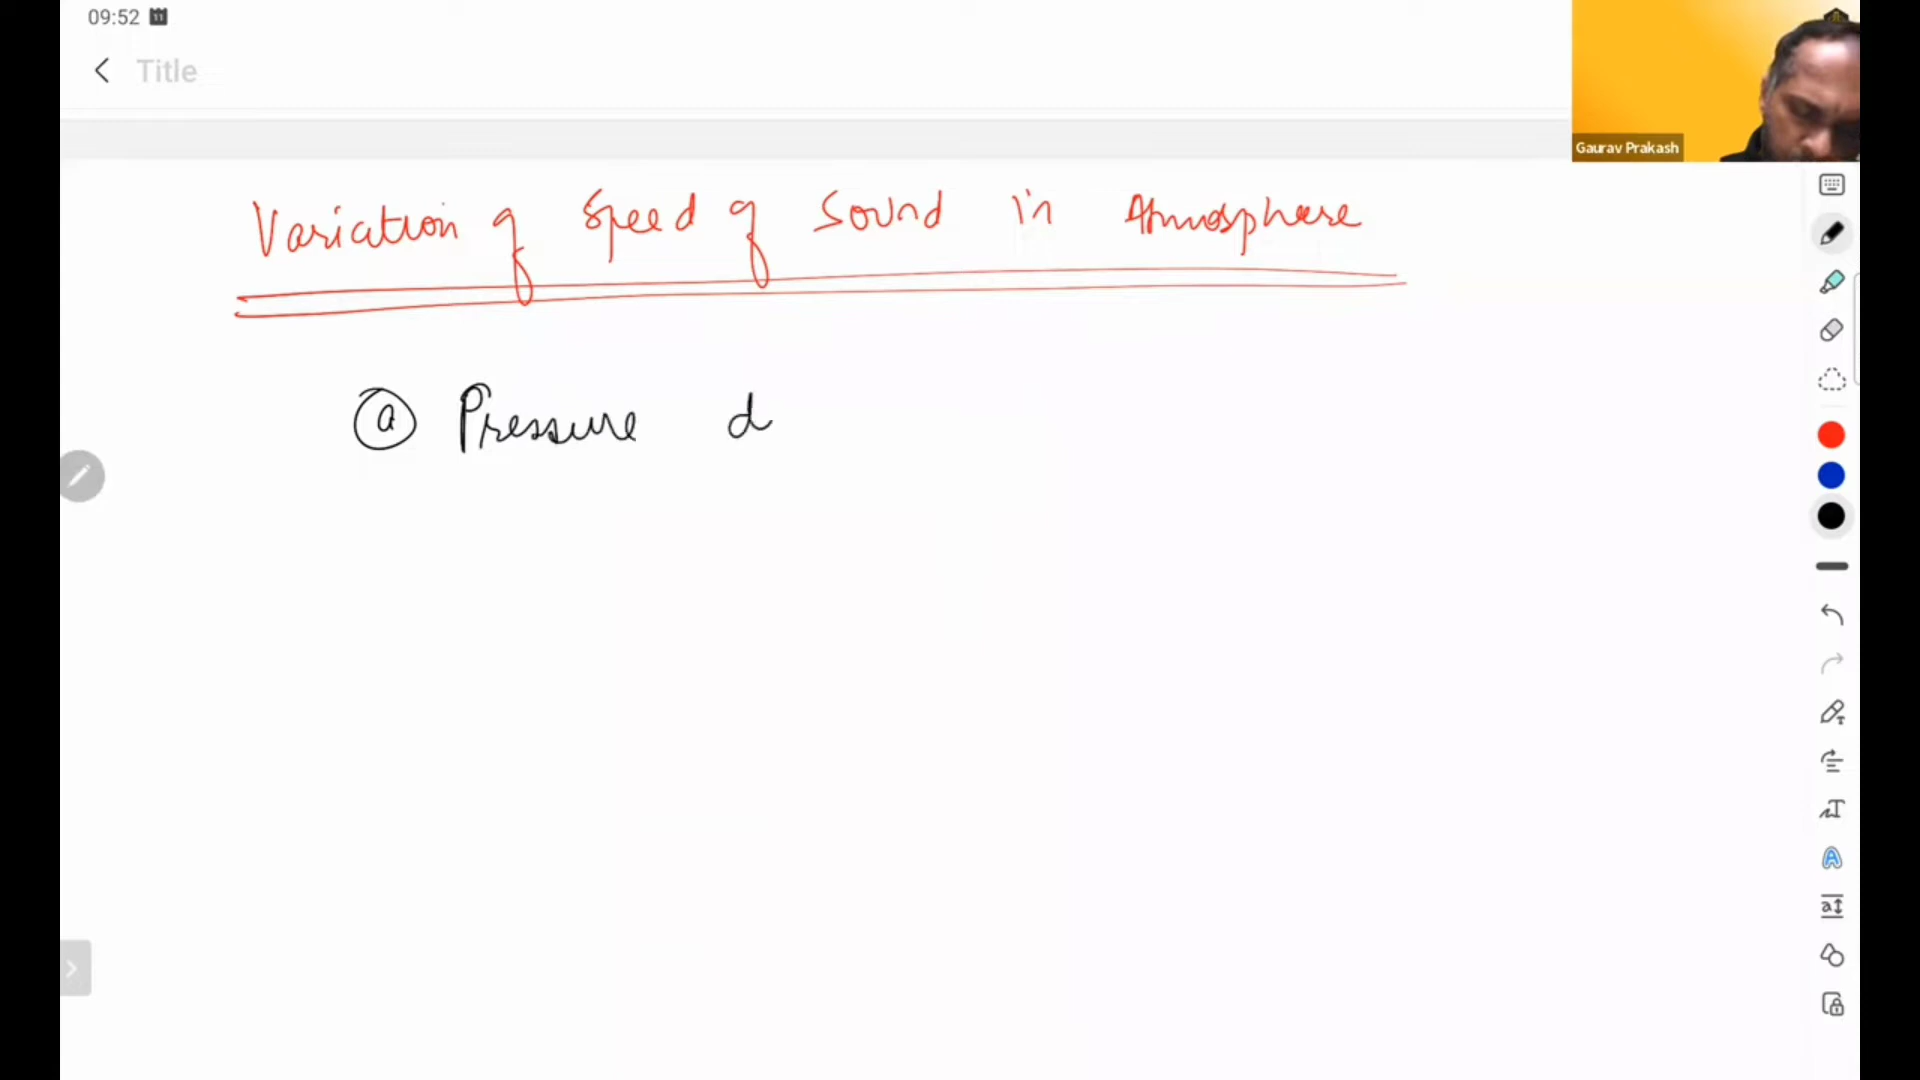 09:52
Title
Gaurav Prakash
Variation of Speed of Sound in Atmosphere
(a) Pressure d